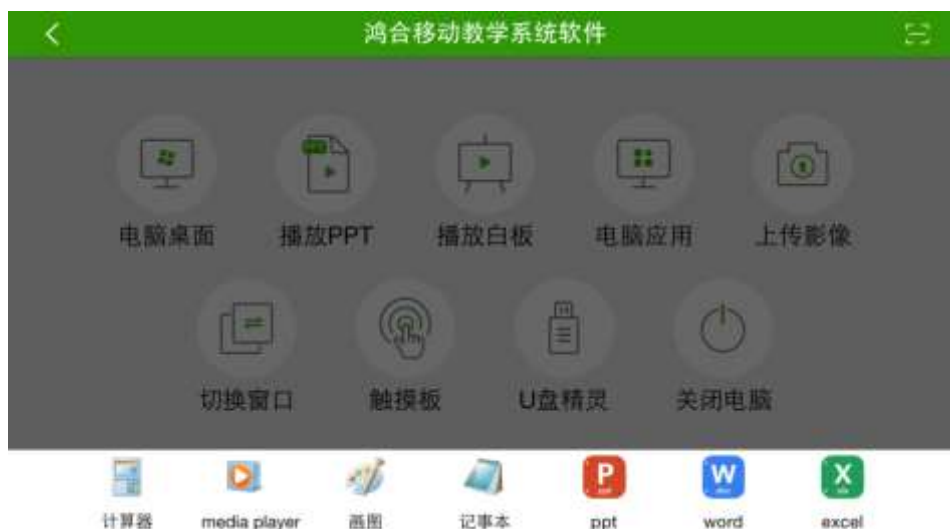 鸿合移动教学系统软件
电脑桌面 播放PPT 播放白板 电脑应用 上传影像
切换窗口 触摸板 U盘精灵 关闭电脑
P W X
计算器 media player 画图 记事本 ppt word excel